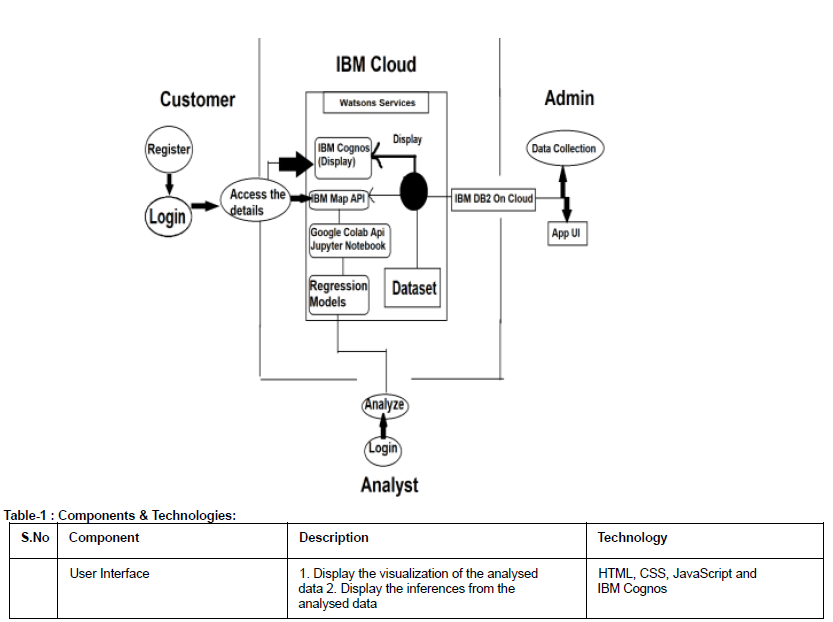 IBM Cloud
Customer
Admin
Watsons Services
Register
IBM Cognos
(Display)
Display
Data Collection
Login
Access the
details
IBM Map API
IBM DB2 On Cloud
App UI
Google Colab Api
Jupyter Notebook
Regression
Models
Dataset
Analyze
Login
Analyst
Table-1 : Components & Technologies:
S.No Component Description Technology
User Interface
1. Display the visualization of the analysed
data 2. Display the inferences from the
analysed data
HTML, CSS, JavaScript and
IBM Cognos